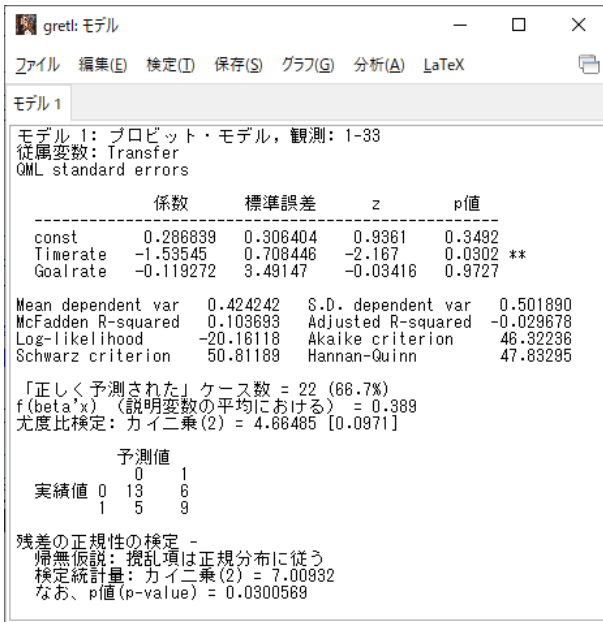 gretl: モデル
ファイル 編集(E) 検定(T) 保存(S) グラフ(G) 分析(A) LaTeX
モデル 1
モデル 1: プロビット・モデル, 観測: 1-33
従属変数: Transfer
QML standard errors
係数 標準誤差 z p値
const 0.286839 0.306404 0.9361 0.3492
Timerate -1.53545 0.708446 -2.167 0.0302 **
Goalrate -0.119272 3.49147 -0.03416 0.9727
Mean dependent var 0.424242 S.D. dependent var 0.501890
McFadden R-squared 0.103693 Adjusted R-squared -0.029678
Log-likelihood -20.16118 Akaike criterion 46.32236
Schwarz criterion 50.81189 Hannan-Quinn 47.83295
「正しく予測された」ケース数 = 22 (66.7%)
f(beta'x) (説明変数の平均における) = 0.389
尤度比検定: カイ二乗(2) = 4.66485 [0.0971]
予測値
0 1
実績値 0 13 6
1 5 9
残差の正規性の検定 -
帰無仮説: 攪乱項は正規分布に従う
検定統計量: カイ二乗(2) = 7.00932
なお、p値(p-value) = 0.0300569